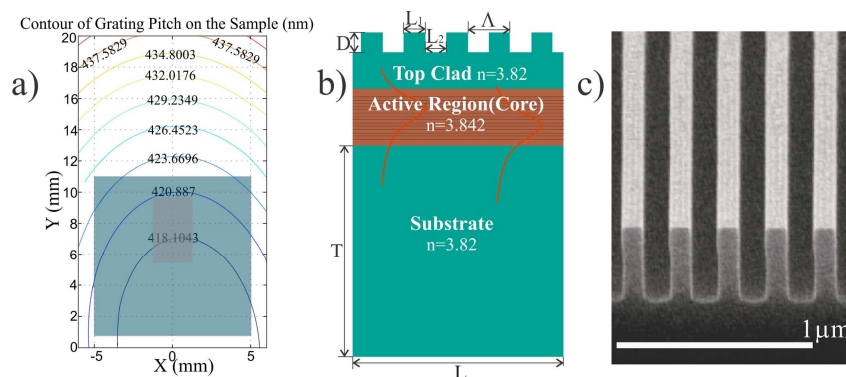 Contour of Grating Pitch on the Sample (nm)
a)
20
18
16
14
12
10
8
6
4
2
0
Y (mm)
-5
0
5
X (mm)
437.5829
437.5829
434.8003
432.0176
429.2349
426.4523
423.6696
420.887
418.1043
b)
D
L1
L2
Λ
Top Clad n=3.82
Active Region(Core)
n=3.842
Substrate
n=3.82
T
L
c)
1μm